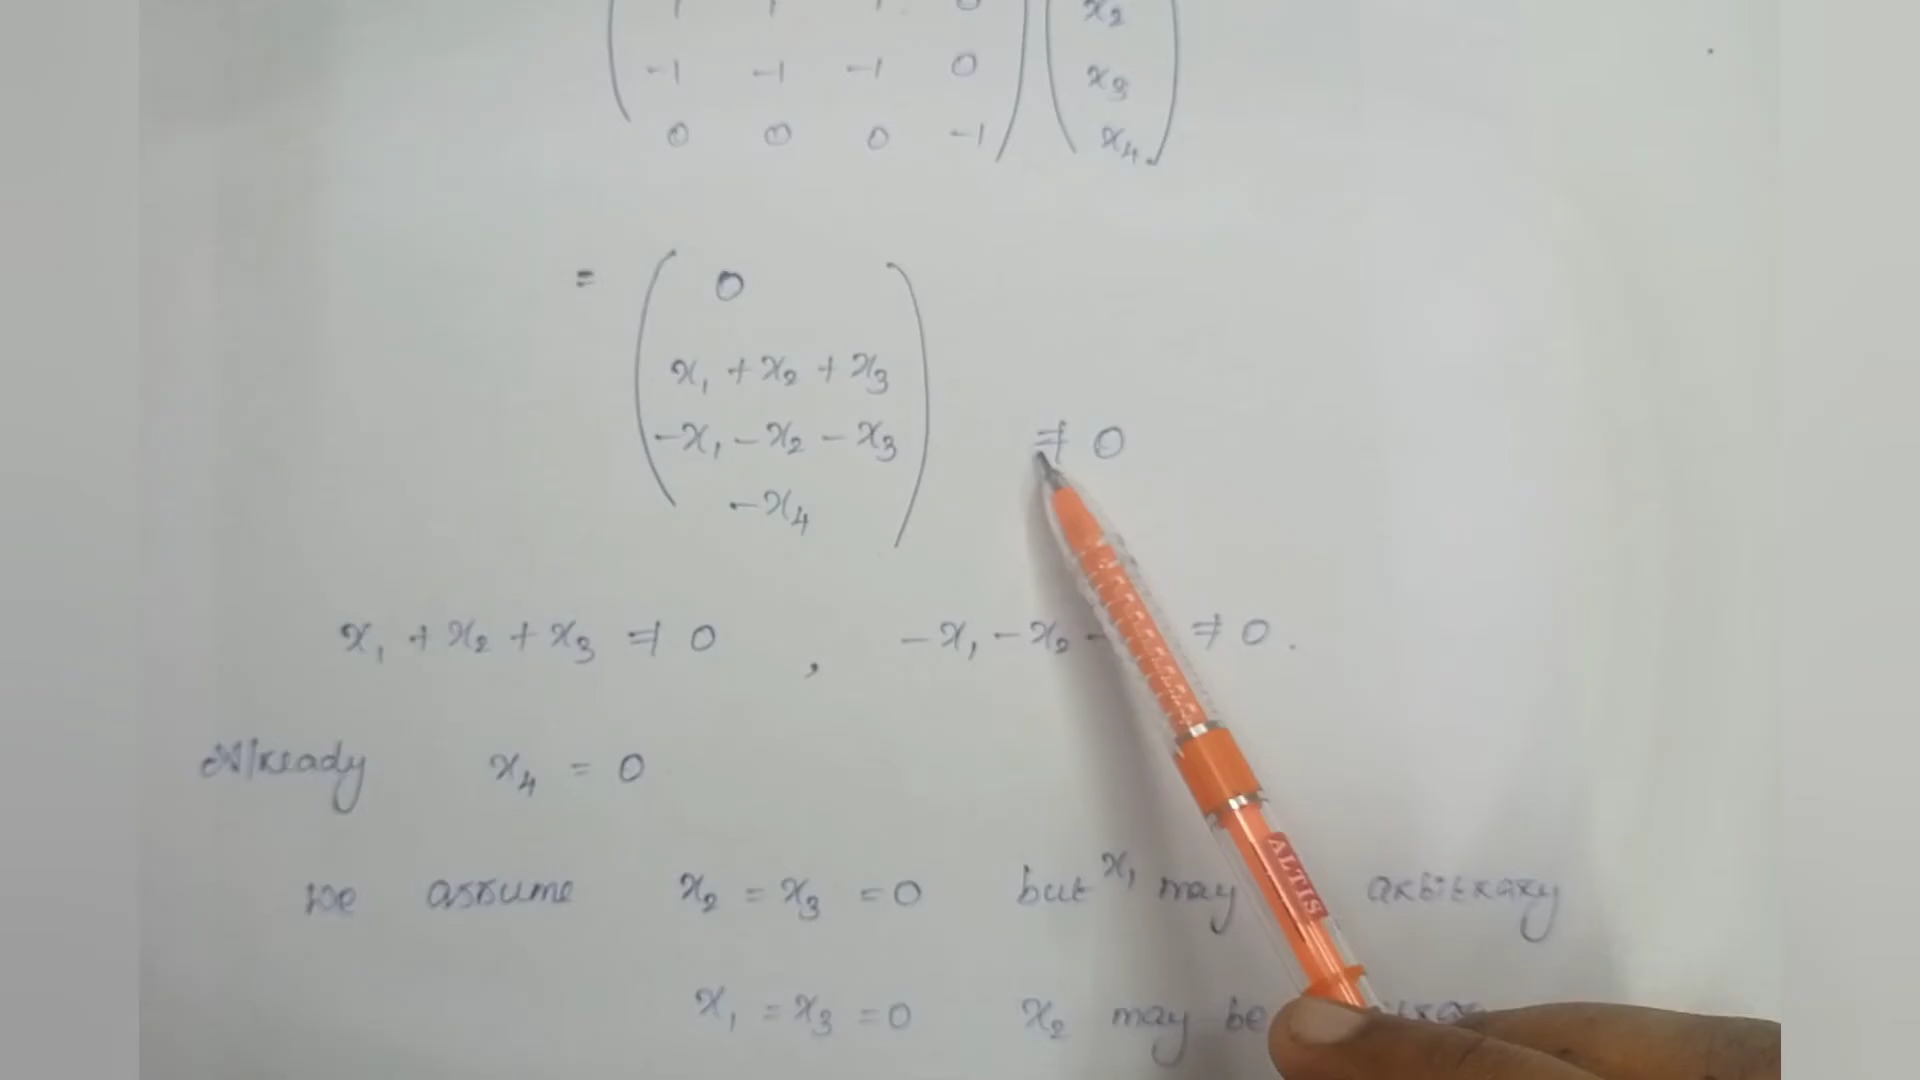 x₂
-1 -1 -1 0 x₃
0 0 0 -1 x₄
= 0
x₁ + x₂ + x₃
-x₁ - x₂ - x₃ ≠ 0
-x₄
x₁ + x₂ + x₃ ≠ 0 , -x₁ - x₂ - ≠ 0.
Already x₄ = 0
we assume x₂ = x₃ = 0 but x₁ may arbitrary
x₁ = x₃ = 0 x₂ may be
ALTIS